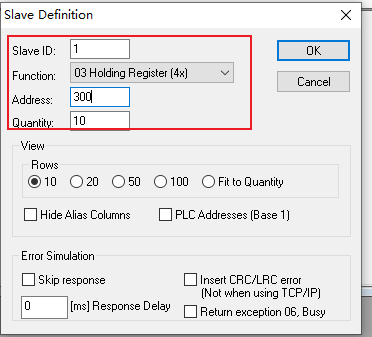 Slave Definition
Slave ID: 1 OK
Function: 03 Holding Register (4x) Cancel
Address: 300
Quantity: 10
View
Rows
10 20 50 100 Fit to Quantity
Hide Alias Columns PLC Addresses (Base 1)
Error Simulation
Skip response Insert CRC/LRC error
(Not when using TCP/IP)
0 [ms] Response Delay
Return exception 06, Busy